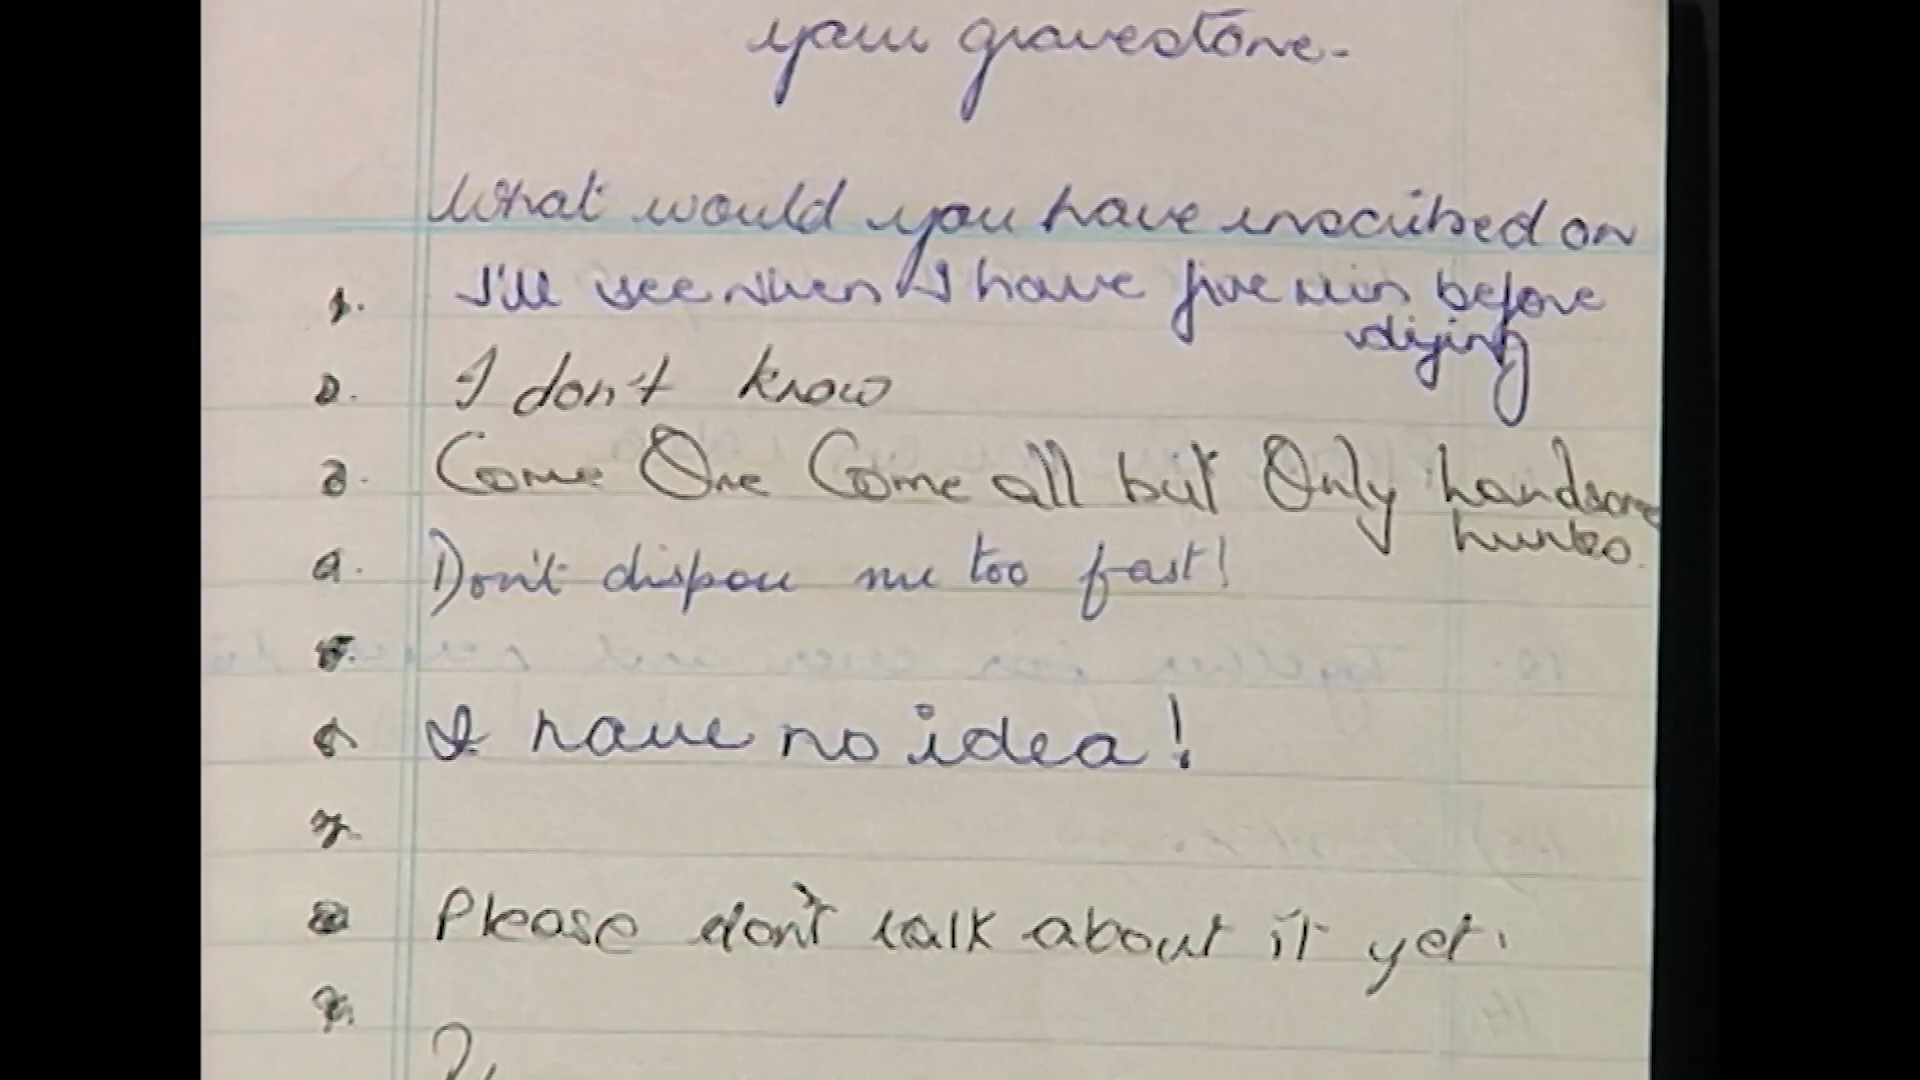 your gravestone.
What would you have inscribed on
1. I'll see when I have five min before
dying
2. I don't know
3. Come One Come all but Only handsome
hunks.
4. Don't dispose me too fast!
5.
6. I have no idea!
7.
8. Please don't talk about it yet.
9.